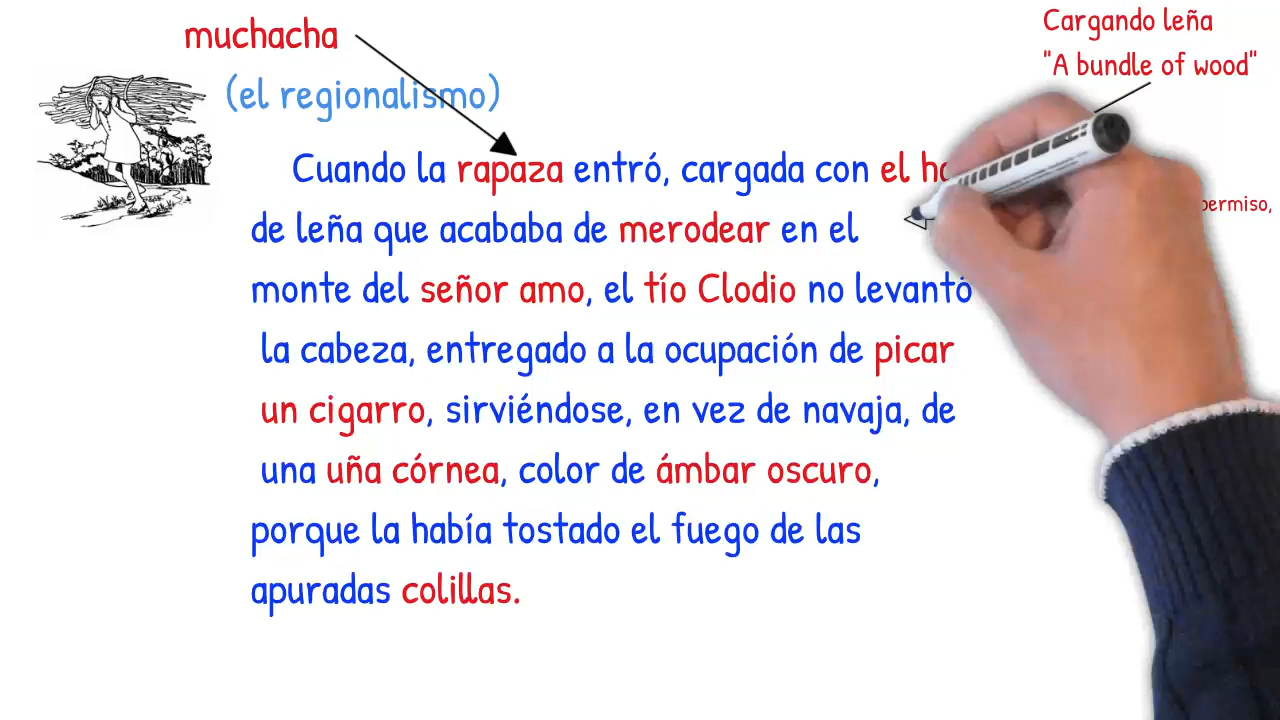 muchacha
(el regionalismo)
Cargando leña
"A bundle of wood"
permiso,
Cuando la rapaza entró, cargada con el
de leña que acababa de merodear en el
monte del señor amo, el tío Clodio no levantó
la cabeza, entregado a la ocupación de picar
un cigarro, sirviéndose, en vez de navaja, de
una uña córnea, color de ámbar oscuro,
porque la había tostado el fuego de las
apuradas colillas.